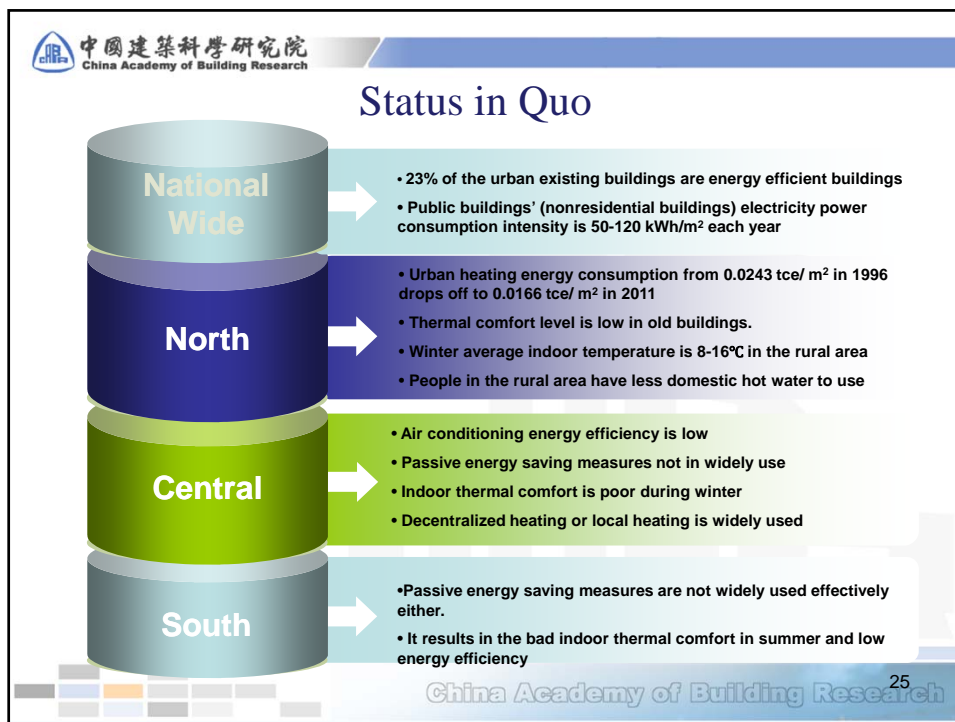 中國建築科學研究院
China Academy of Building Research
Status in Quo
National
Wide
• 23% of the urban existing buildings are energy efficient buildings
• Public buildings’ (nonresidential buildings) electricity power
consumption intensity is 50-120 kWh/m² each year
North
• Urban heating energy consumption from 0.0243 tce/ m² in 1996
drops off to 0.0166 tce/ m² in 2011
• Thermal comfort level is low in old buildings.
• Winter average indoor temperature is 8-16℃ in the rural area
• People in the rural area have less domestic hot water to use
Central
• Air conditioning energy efficiency is low
• Passive energy saving measures not in widely use
• Indoor thermal comfort is poor during winter
• Decentralized heating or local heating is widely used
South
•Passive energy saving measures are not widely used effectively
either.
• It results in the bad indoor thermal comfort in summer and low
energy efficiency
25
China Academy of Building Research